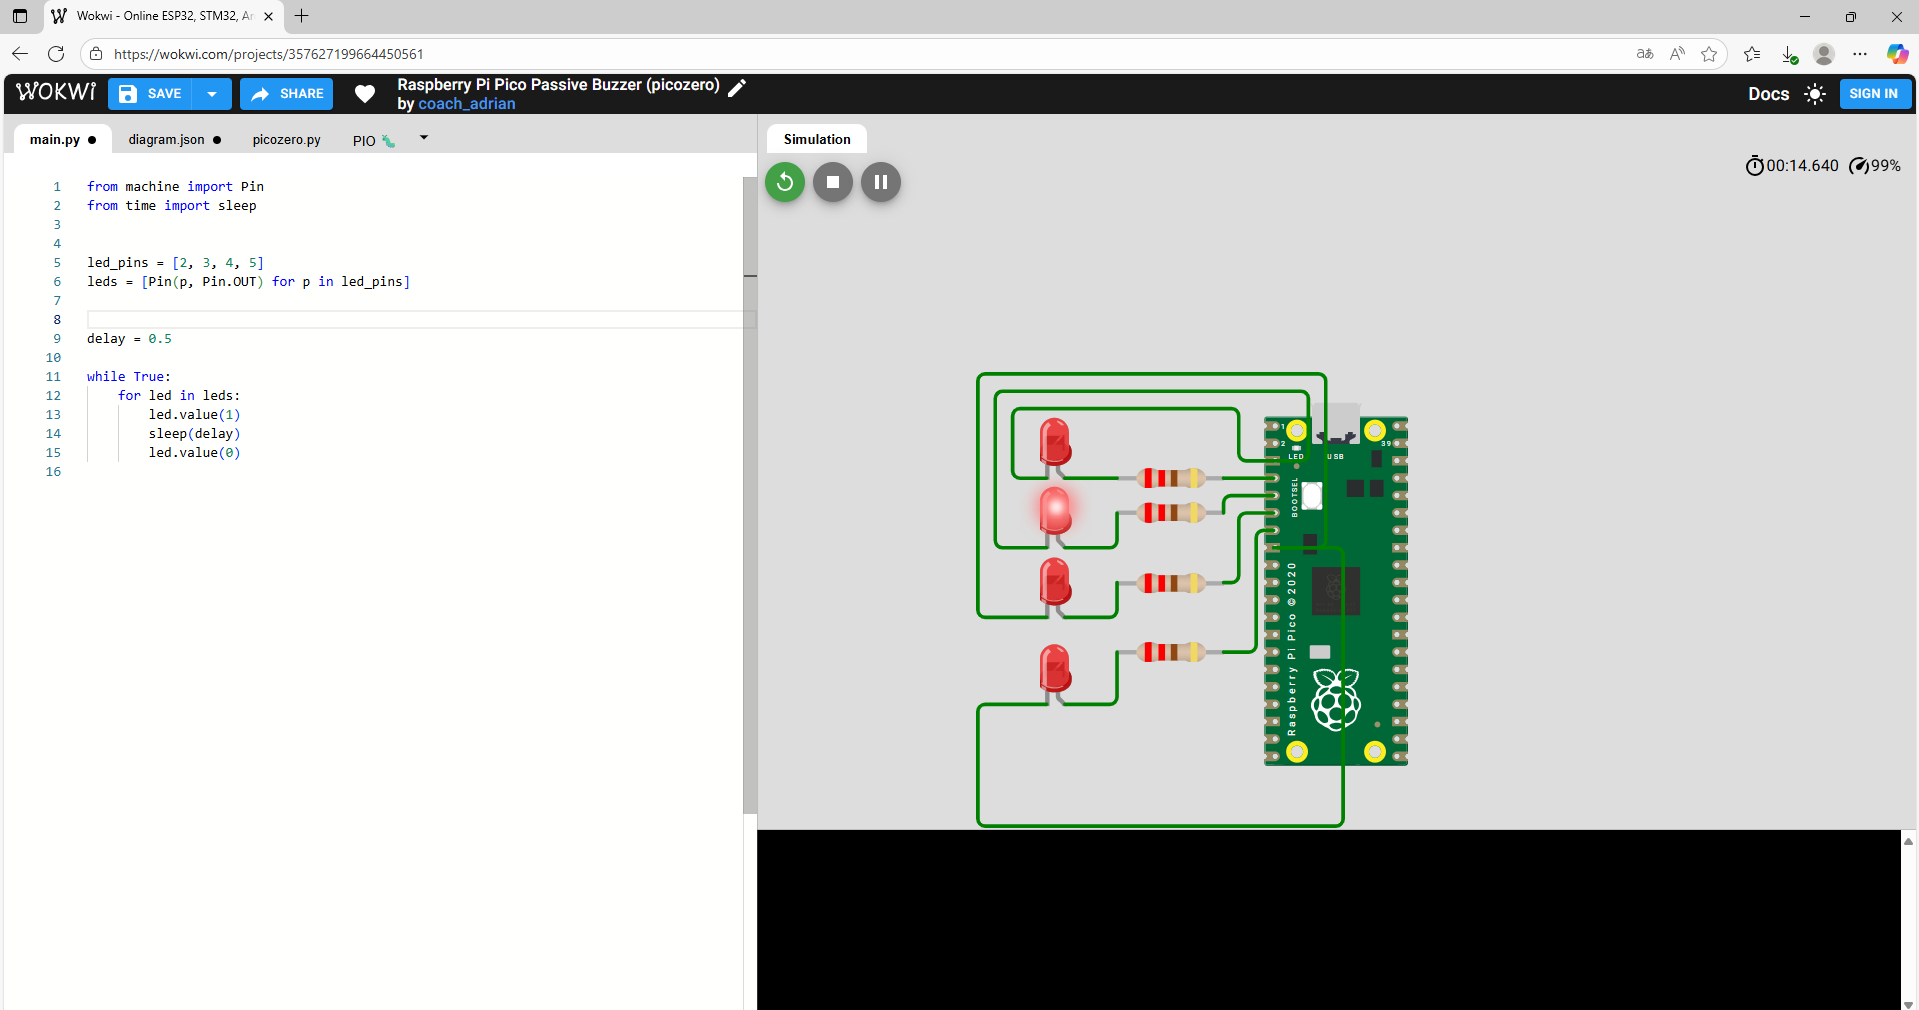 Wokwi - Online ESP32, STM32, Ar
https://wokwi.com/projects/357627199664450561
WOKWI
SAVE
SHARE
Raspberry Pi Pico Passive Buzzer (picozero)
by coach_adrian
Docs
SIGN IN
main.py
diagram.json
picozero.py
PIO
Simulation
00:14.640
99%
1 from machine import Pin
2 from time import sleep
3
4
5 led_pins = [2, 3, 4, 5]
6 leds = [Pin(p, Pin.OUT) for p in led_pins]
7
8
9 delay = 0.5
10
11 while True:
12     for led in leds:
13         led.value(1)
14         sleep(delay)
15         led.value(0)
16
1
2
39
LED
USB
BOOTSEL
Raspberry Pi Pico ©2020